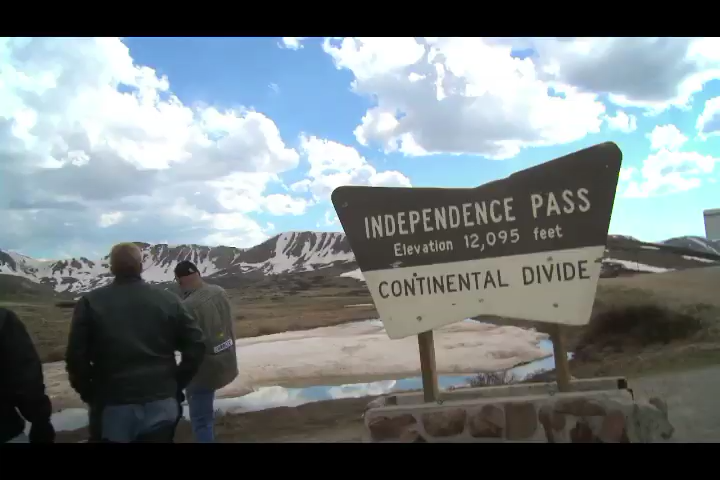 INDEPENDENCE PASS
Elevation 12,095 feet
CONTINENTAL DIVIDE